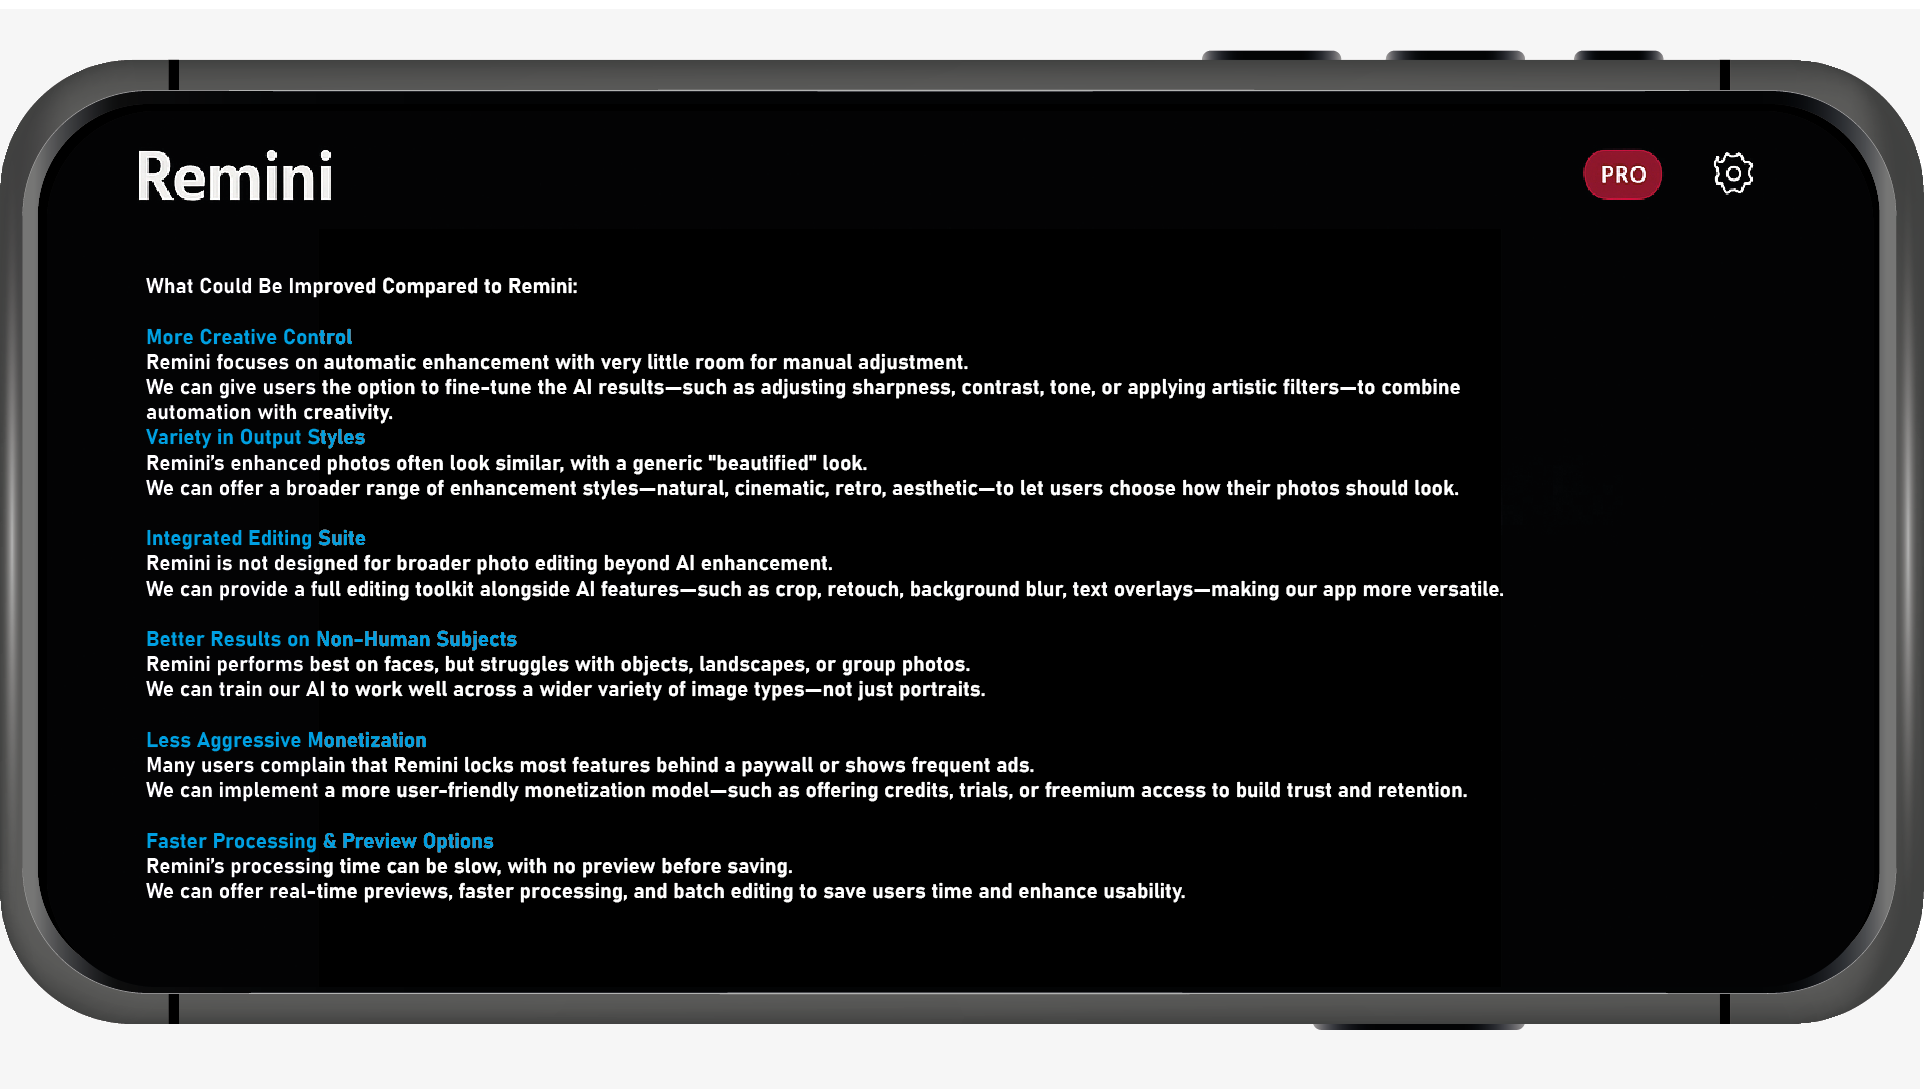 Remini
PRO
What Could Be Improved Compared to Remini:
More Creative Control
Remini focuses on automatic enhancement with very little room for manual adjustment.
We can give users the option to fine-tune the AI results—such as adjusting sharpness, contrast, tone, or applying artistic filters—to combine
automation with creativity.
Variety in Output Styles
Remini’s enhanced photos often look similar, with a generic "beautified" look.
We can offer a broader range of enhancement styles—natural, cinematic, retro, aesthetic—to let users choose how their photos should look.
Integrated Editing Suite
Remini is not designed for broader photo editing beyond AI enhancement.
We can provide a full editing toolkit alongside AI features—such as crop, retouch, background blur, text overlays—making our app more versatile.
Better Results on Non-Human Subjects
Remini performs best on faces, but struggles with objects, landscapes, or group photos.
We can train our AI to work well across a wider variety of image types—not just portraits.
Less Aggressive Monetization
Many users complain that Remini locks most features behind a paywall or shows frequent ads.
We can implement a more user-friendly monetization model—such as offering credits, trials, or freemium access to build trust and retention.
Faster Processing & Preview Options
Remini’s processing time can be slow, with no preview before saving.
We can offer real-time previews, faster processing, and batch editing to save users time and enhance usability.